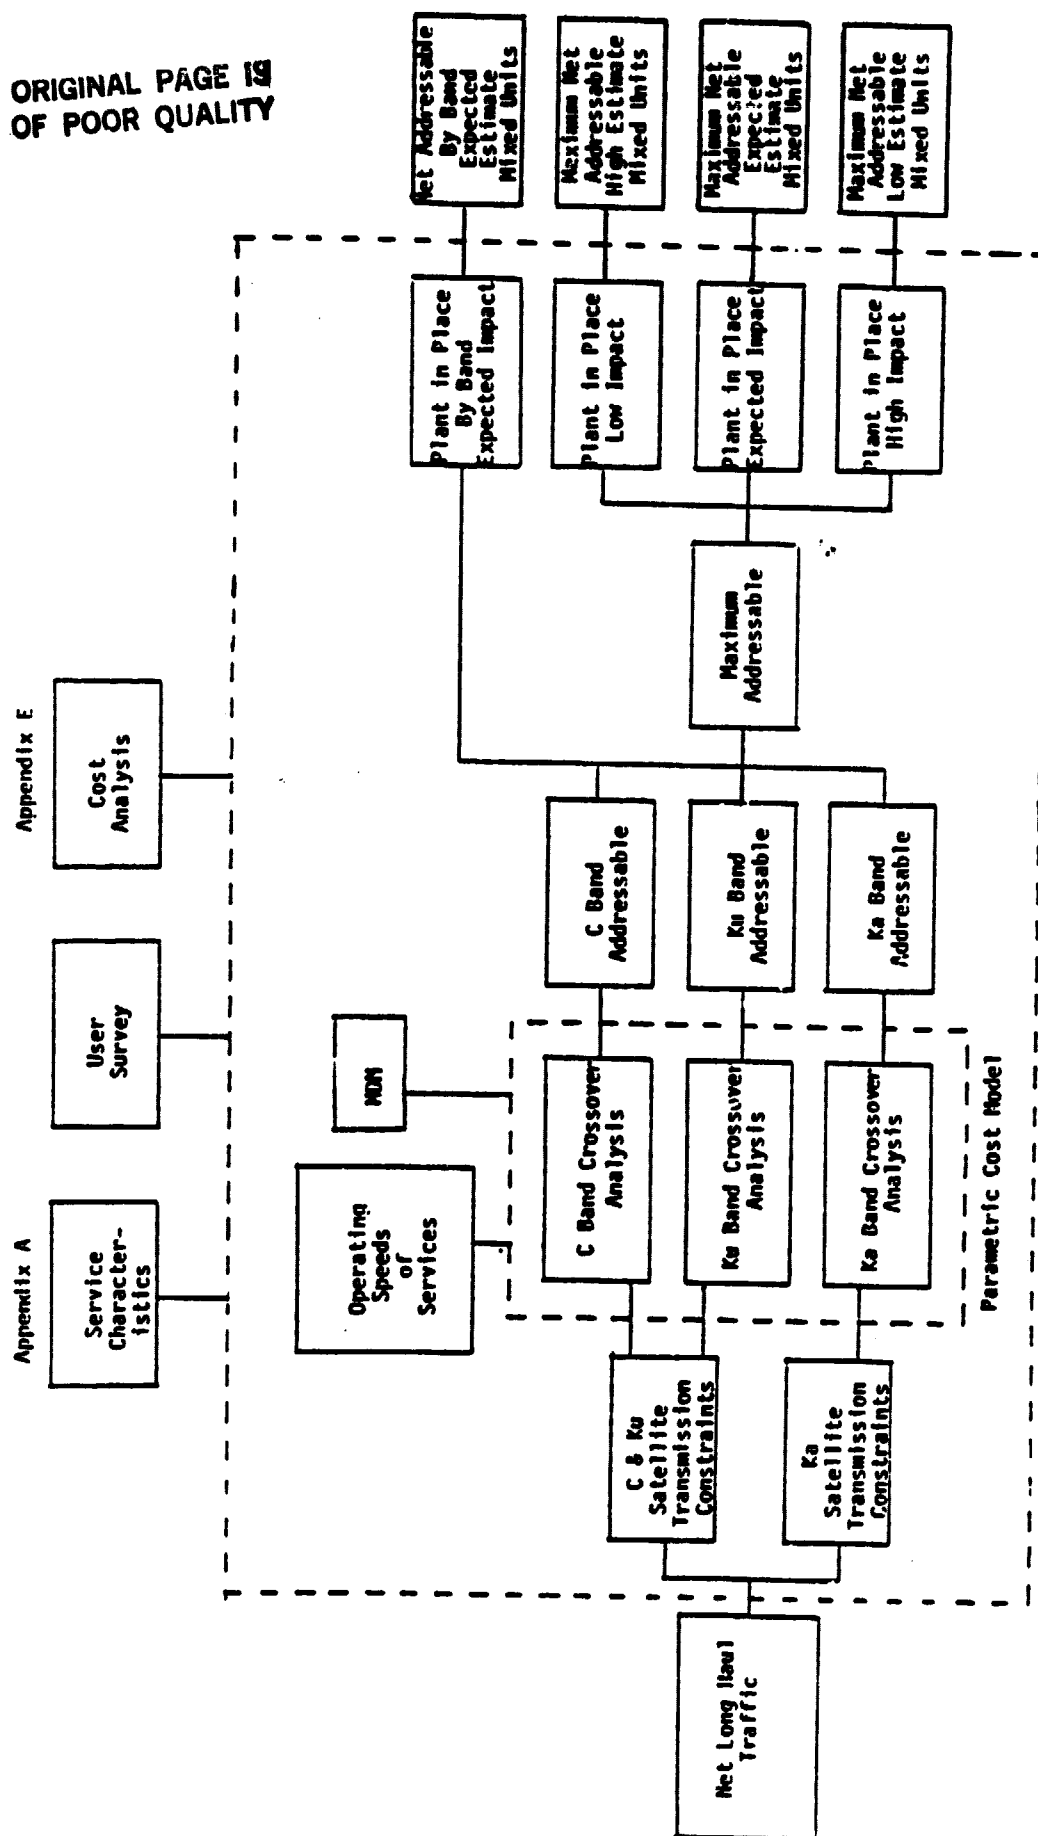 ORIGINAL PAGE IS
OF POOR QUALITY
Appendix A
Service
Character-
istics
User
Survey
Appendix E
Cost
Analysis
Net Long Haul
Traffic
C & Ku
Satellite
Transmission
Constraints
Ka
Satellite
Transmission
Constraints
Operating
Speeds
of
Services
MDM
C Band Crossover
Analysis
Ku Band Crossover
Analysis
Ka Band Crossover
Analysis
Parametric Cost Model
C Band
Addressable
Ku Band
Addressable
Ka Band
Addressable
Maximum
Addressable
Plant in Place
By Band
Expected Impact
Plant in Place
Low Impact
Plant in Place
Expected Impact
Plant in Place
High Impact
Net Addressable
By Band
Expected
Estimate
Mixed Units
Maximum Net
Addressable
High Estimate
Mixed Units
Maximum Net
Addressable
Expected
Estimate
Mixed Units
Maximum Net
Addressable
Low Estimate
Mixed Units